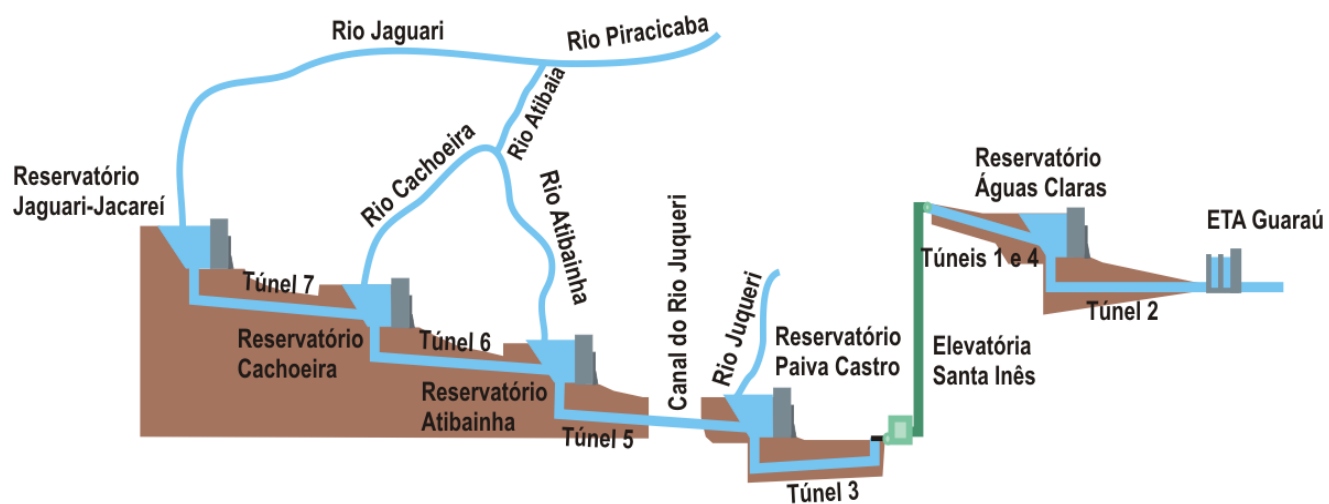 Rio Jaguari
Rio Piracicaba
Rio Atibaia
Rio Cachoeira
Rio Atibainha
Reservatório
Jaguari-Jacareí
Túnel 7
Reservatório
Cachoeira
Túnel 6
Reservatório
Atibainha
Túnel 5
Canal do Rio Juqueri
Rio Juqueri
Reservatório
Paiva Castro
Túnel 3
Elevatória
Santa Inês
Reservatório
Águas Claras
Túneis 1 e 4
Túnel 2
ETA Guaraú